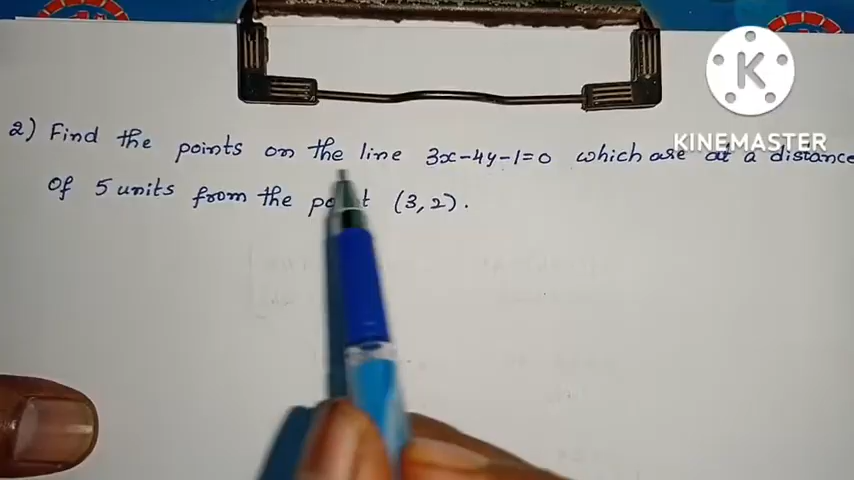 2) Find the points on the line 3x-4y-1=0 which are at a distance
of 5 units from the point (3,2).
K
KINEMASTER